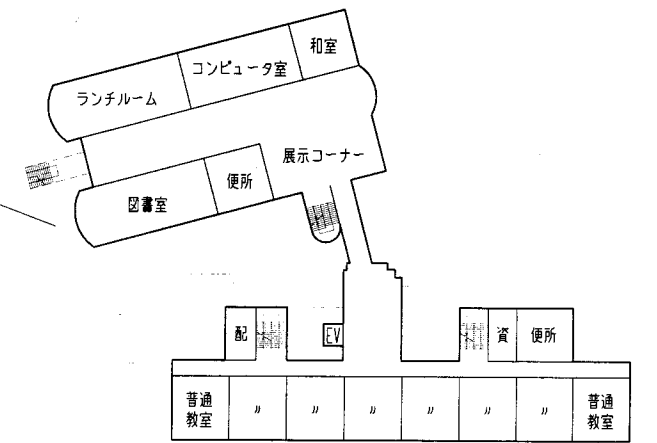 和室
コンピュータ室
ランチルーム
展示コーナー
便所
図書室
配
EV
資
便所
普通
教室
〃
〃
〃
〃
〃
〃
普通
教室